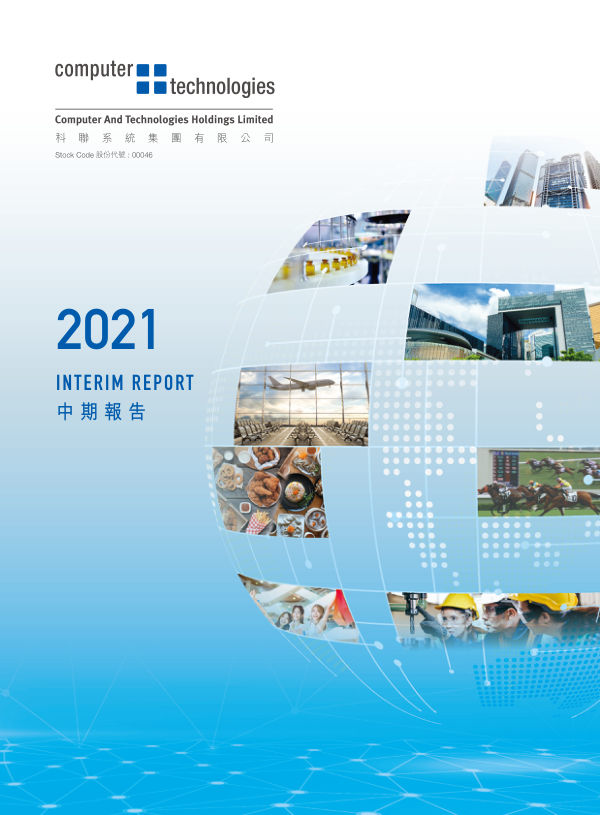 computer
technologies
Computer And Technologies Holdings Limited
科聯系統集團有限公司
Stock Code 股份代號 : 00046
2021
INTERIM REPORT
中期報告